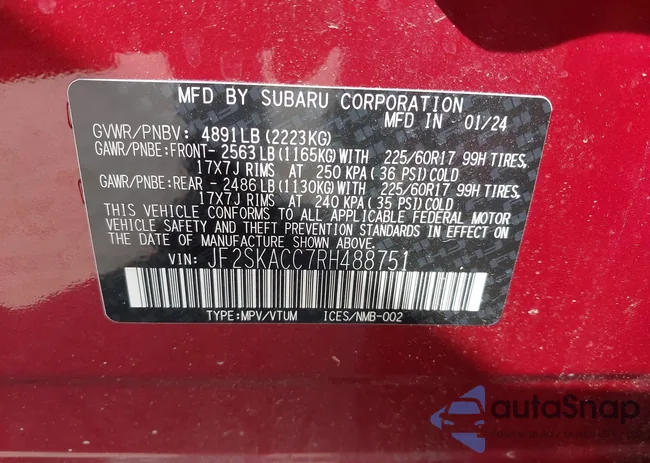 MFD BY SUBARU CORPORATION
MFD IN 01/24
GVWR/PNBV: 4891LB (2223KG)
GAWR/PNBE:FRONT- 2563LB (1165KG)WITH 225/60R17 99H TIRES,
17X7J RIMS AT 250 KPA ( 36 PSI)COLD
GAWR/PNBE:REAR - 2486LB (1130KG)WITH 225/60R17 99H TIRES,
17X7J RIMS AT 240 KPA ( 35 PSI)COLD
THIS VEHICLE CONFORMS TO ALL APPLICABLE FEDERAL MOTOR
VEHICLE SAFETY AND THEFT PREVENTION STANDARDS IN EFFECT ON
THE DATE OF MANUFACTURE SHOWN ABOVE.
VIN: JF2SKACC7RH488751
TYPE:MPV/VTUM ICES/NMB-002
autoSnap